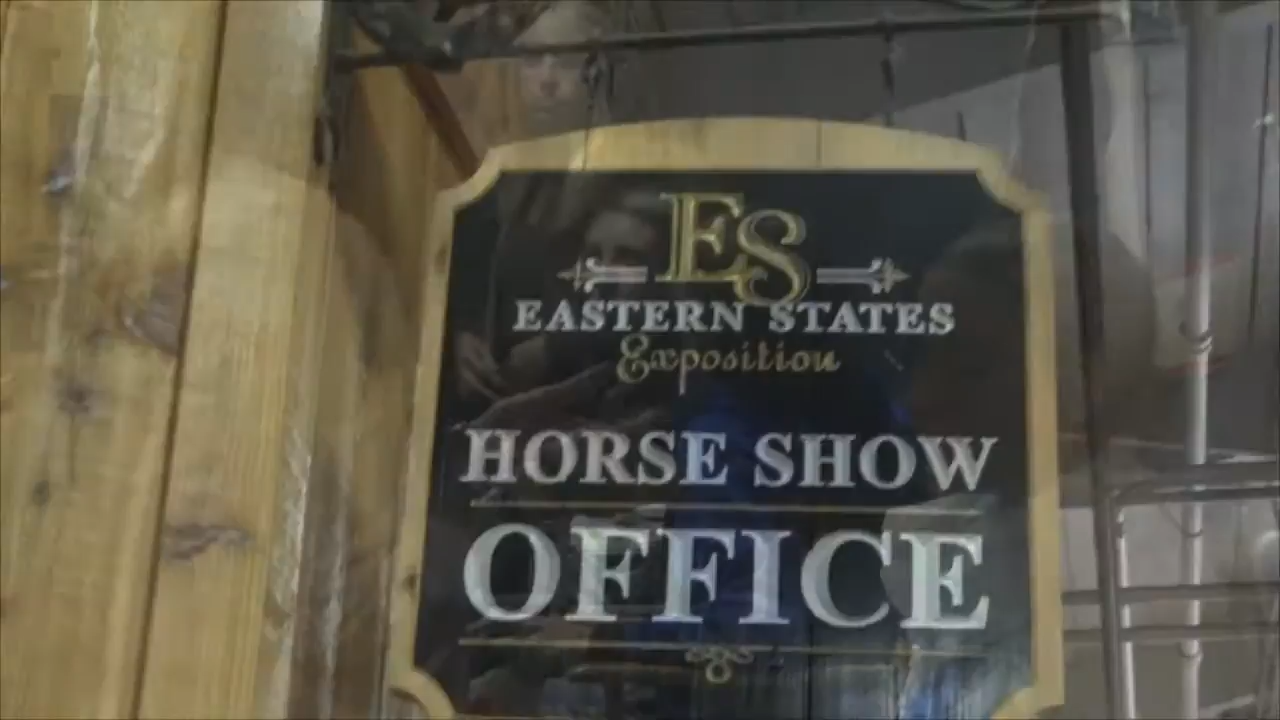 ES
EASTERN STATES
Exposition
HORSE SHOW
OFFICE